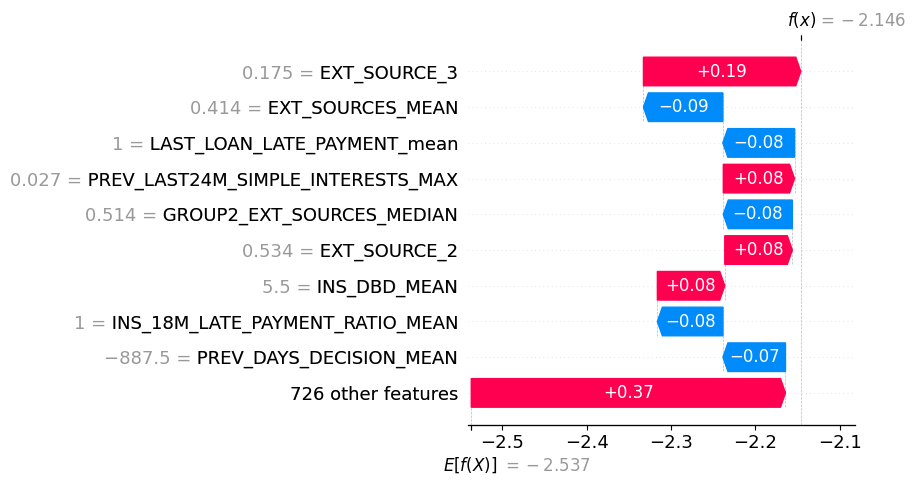 f(x) = −2.146
0.175 = EXT_SOURCE_3
+0.19
0.414 = EXT_SOURCES_MEAN
−0.09
1 = LAST_LOAN_LATE_PAYMENT_mean
−0.08
0.027 = PREV_LAST24M_SIMPLE_INTERESTS_MAX
+0.08
0.514 = GROUP2_EXT_SOURCES_MEDIAN
−0.08
0.534 = EXT_SOURCE_2
+0.08
5.5 = INS_DBD_MEAN
+0.08
1 = INS_18M_LATE_PAYMENT_RATIO_MEAN
−0.08
−887.5 = PREV_DAYS_DECISION_MEAN
−0.07
726 other features
+0.37
−2.5 −2.4 −2.3 −2.2 −2.1
E[f(X)] = −2.537